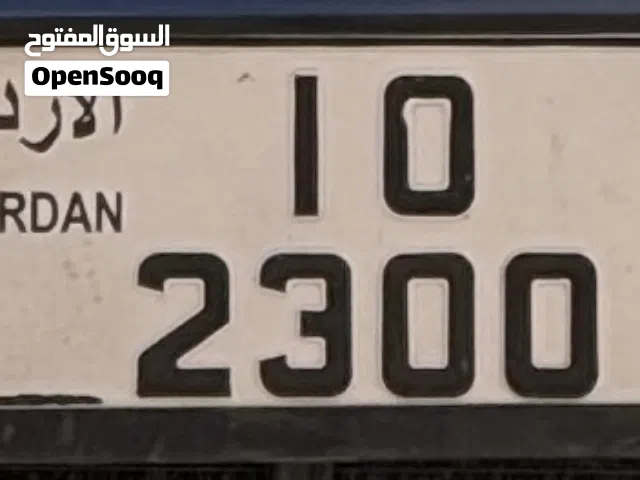 السوق المفتوح
OpenSooq
الارد
RDAN
10
2300